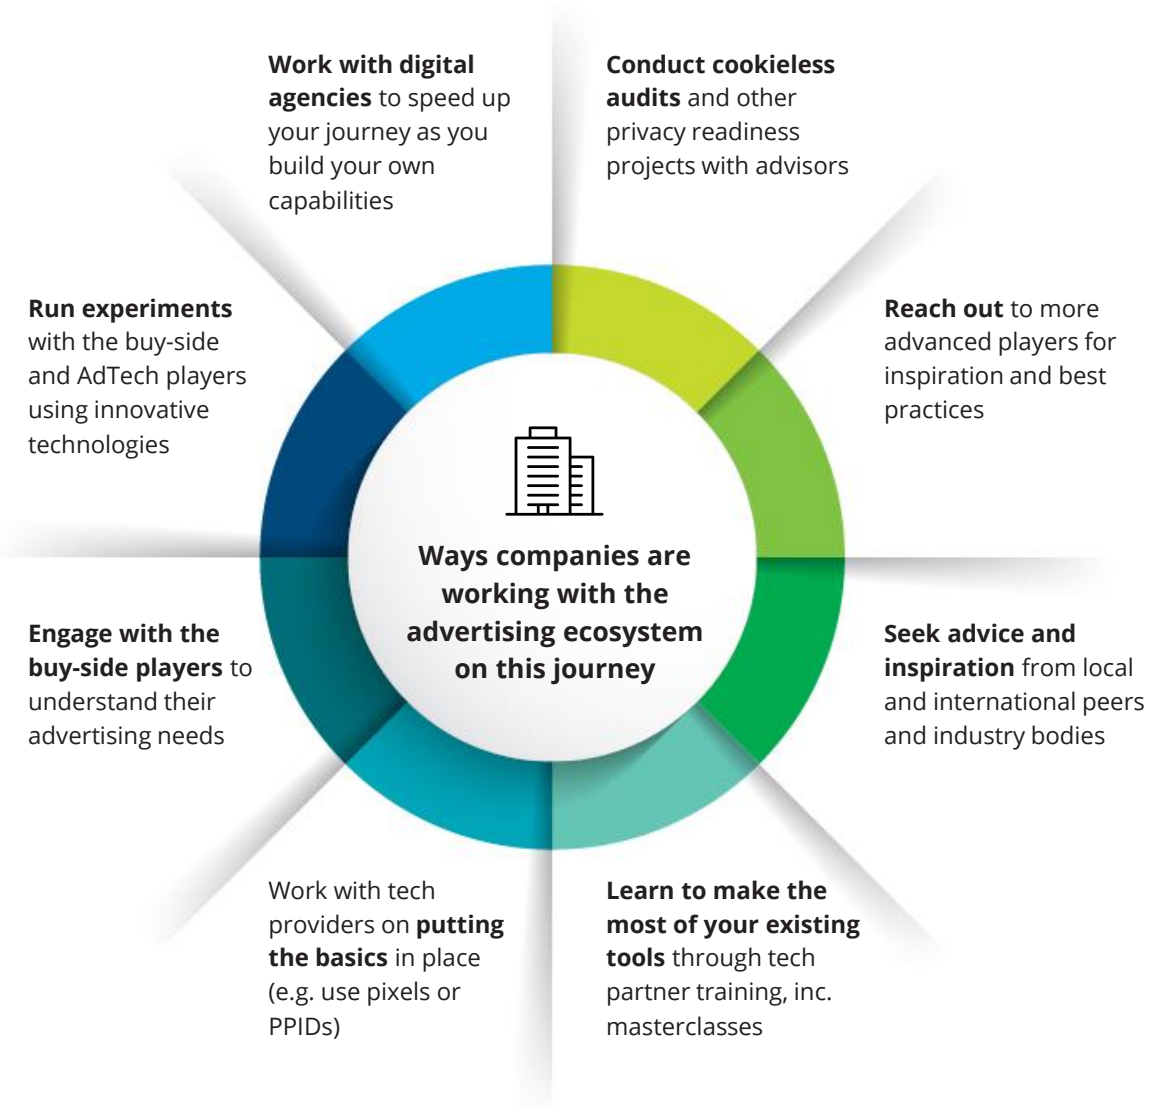 Work with digital
agencies to speed up
your journey as you
build your own
capabilities
Conduct cookieless
audits and other
privacy readiness
projects with advisors
Reach out to more
advanced players for
inspiration and best
practices
Seek advice and
inspiration from local
and international peers
and industry bodies
Learn to make the
most of your existing
tools through tech
partner training, inc.
masterclasses
Work with tech
providers on putting
the basics in place
(e.g. use pixels or
PPIDs)
Engage with the
buy-side players to
understand their
advertising needs
Run experiments
with the buy-side
and AdTech players
using innovative
technologies
Ways companies are
working with the
advertising ecosystem
on this journey